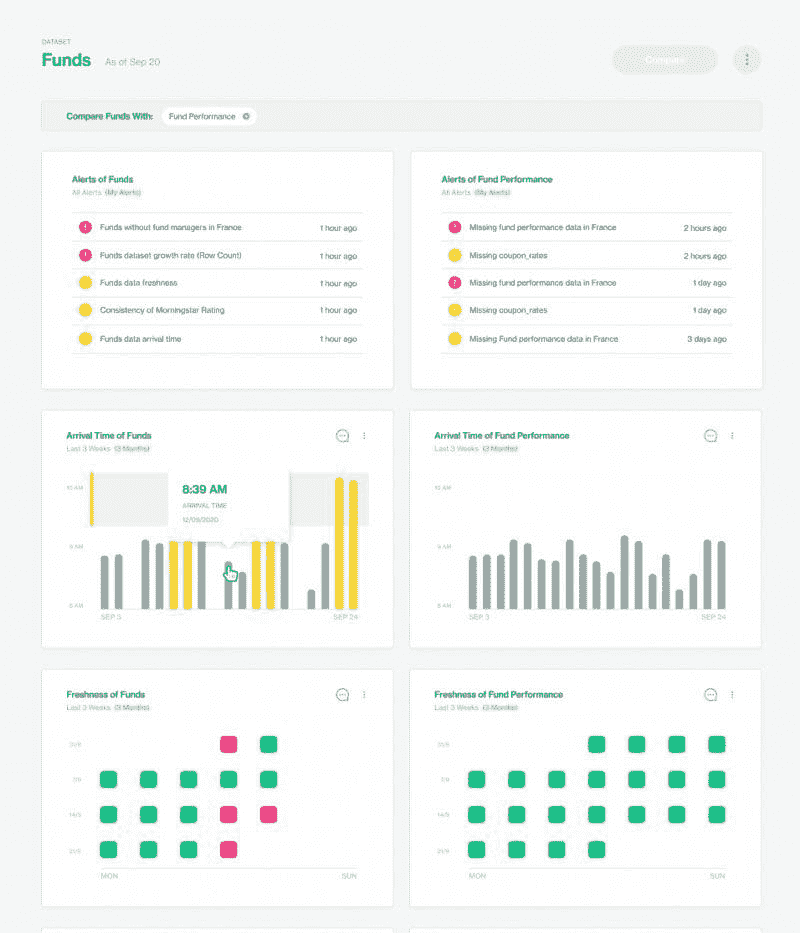 DATASET
Funds As of Sep 20
Compare
Compare Funds With: Fund Performance
Alerts of Funds
All Alerts (My Alerts)
Funds without fund managers in France 1 hour ago
Funds dataset growth rate (Row Count) 1 hour ago
Funds data freshness 1 hour ago
Consistency of Morningstar Rating 1 hour ago
Funds data arrival time 1 hour ago
Alerts of Fund Performance
All Alerts (My Alerts)
Missing fund performance data in France 2 hours ago
Missing coupon_rates 2 hours ago
Missing fund performance data in France 1 day ago
Missing coupon_rates 1 day ago
Missing Fund performance data in France 3 days ago
Arrival Time of Funds
Last 3 Weeks (3 Months)
10 AM
8:39 AM
ARRIVAL TIME
12/09/2020
9 AM
8 AM
SEP 3 SEP 24
Arrival Time of Fund Performance
Last 3 Weeks (3 Months)
10 AM
9 AM
8 AM
SEP 3 SEP 24
Freshness of Funds
Last 3 Weeks (3 Months)
31/8
7/9
14/9
21/9
MON SUN
Freshness of Fund Performance
Last 3 Weeks (3 Months)
31/8
7/9
14/9
21/9
MON SUN